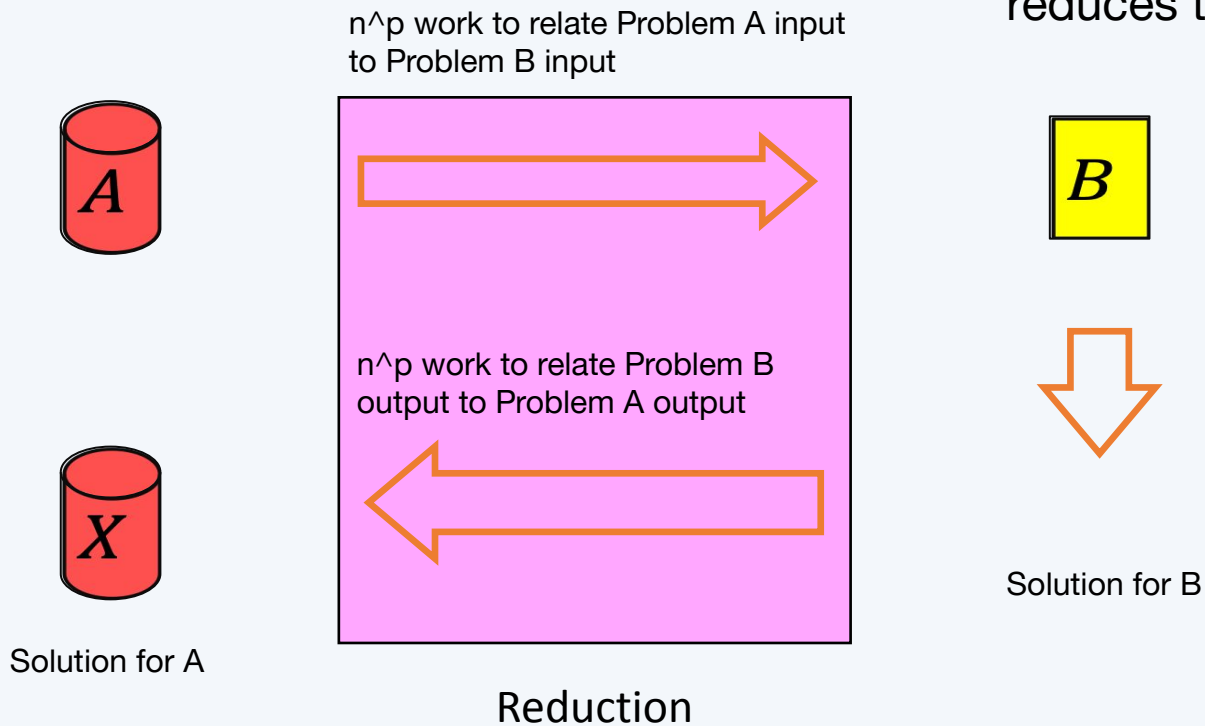 n^p work to relate Problem A input
to Problem B input
reduces t
A
B
n^p work to relate Problem B
output to Problem A output
X
Solution for B
Solution for A
Reduction